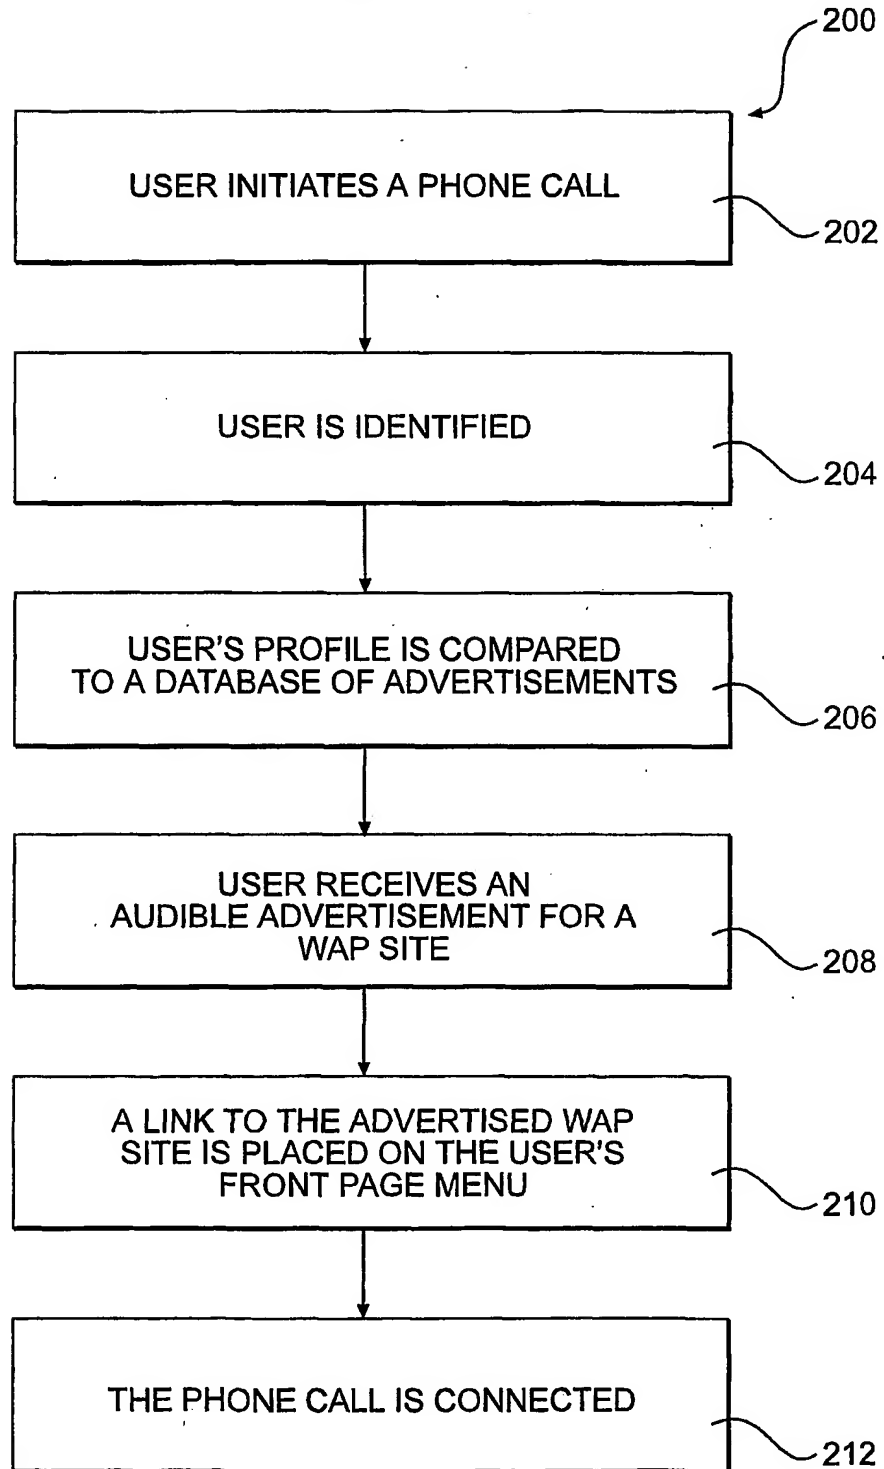 200
USER INITIATES A PHONE CALL
202
USER IS IDENTIFIED
204
USER'S PROFILE IS COMPARED
TO A DATABASE OF ADVERTISEMENTS
206
USER RECEIVES AN
AUDIBLE ADVERTISEMENT FOR A
WAP SITE
208
A LINK TO THE ADVERTISED WAP
SITE IS PLACED ON THE USER'S
FRONT PAGE MENU
210
THE PHONE CALL IS CONNECTED
212